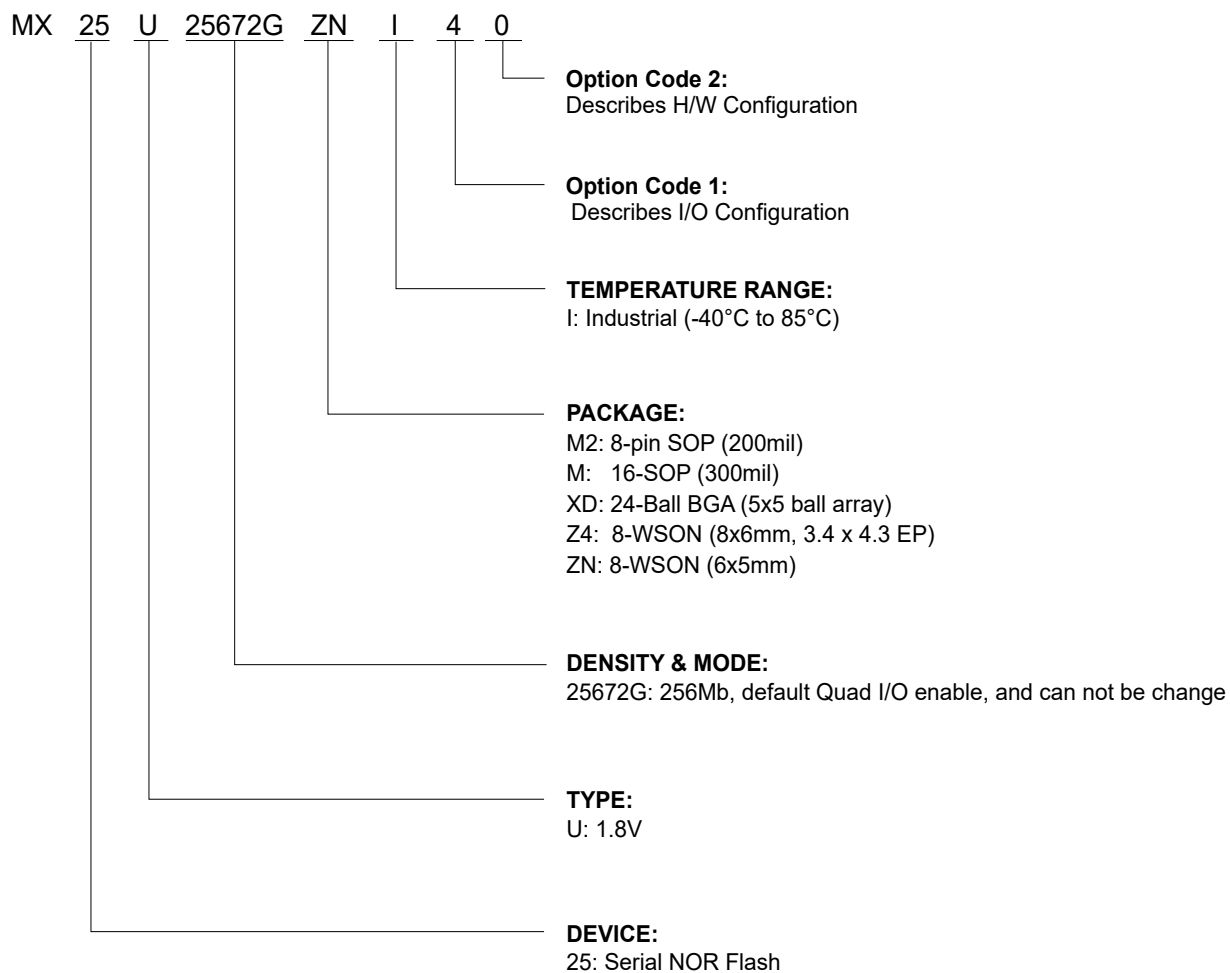 MX 25 U 25672G ZN I 4 0
Option Code 2:
Describes H/W Configuration
Option Code 1:
Describes I/O Configuration
TEMPERATURE RANGE:
I: Industrial (-40°C to 85°C)
PACKAGE:
M2: 8-pin SOP (200mil)
M: 16-SOP (300mil)
XD: 24-Ball BGA (5x5 ball array)
Z4: 8-WSON (8x6mm, 3.4 x 4.3 EP)
ZN: 8-WSON (6x5mm)
DENSITY & MODE:
25672G: 256Mb, default Quad I/O enable, and can not be change
TYPE:
U: 1.8V
DEVICE:
25: Serial NOR Flash